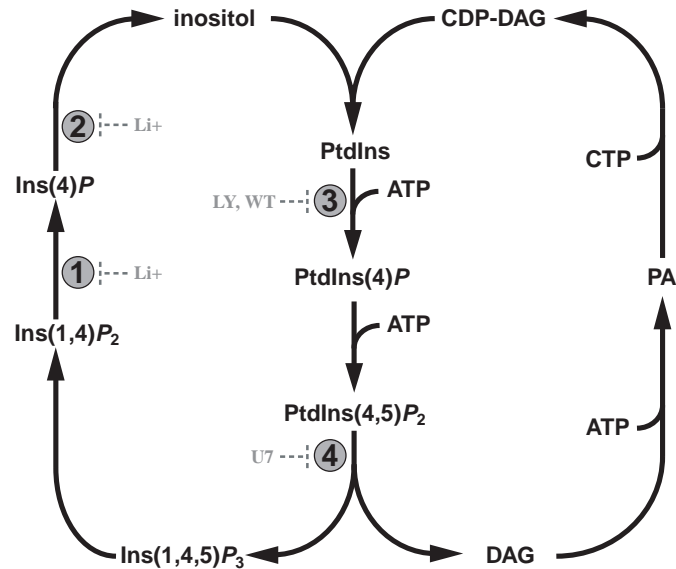 inositol
CDP-DAG
2
Li+
PtdIns
CTP
Ins(4)P
LY, WT
3
ATP
1
Li+
PtdIns(4)P
PA
Ins(1,4)P2
ATP
PtdIns(4,5)P2
ATP
U7
4
Ins(1,4,5)P3
DAG